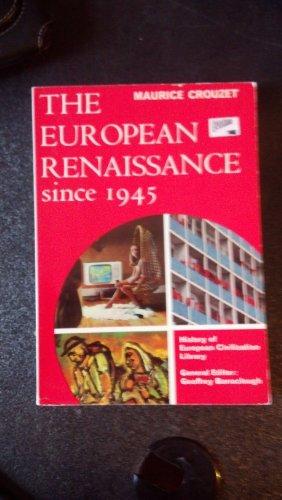 MAURICE CROUZET
THE
EUROPEAN
RENAISSANCE
since 1945
History of
European Civilization
Library
General Editor:
Geoffrey Barraclough